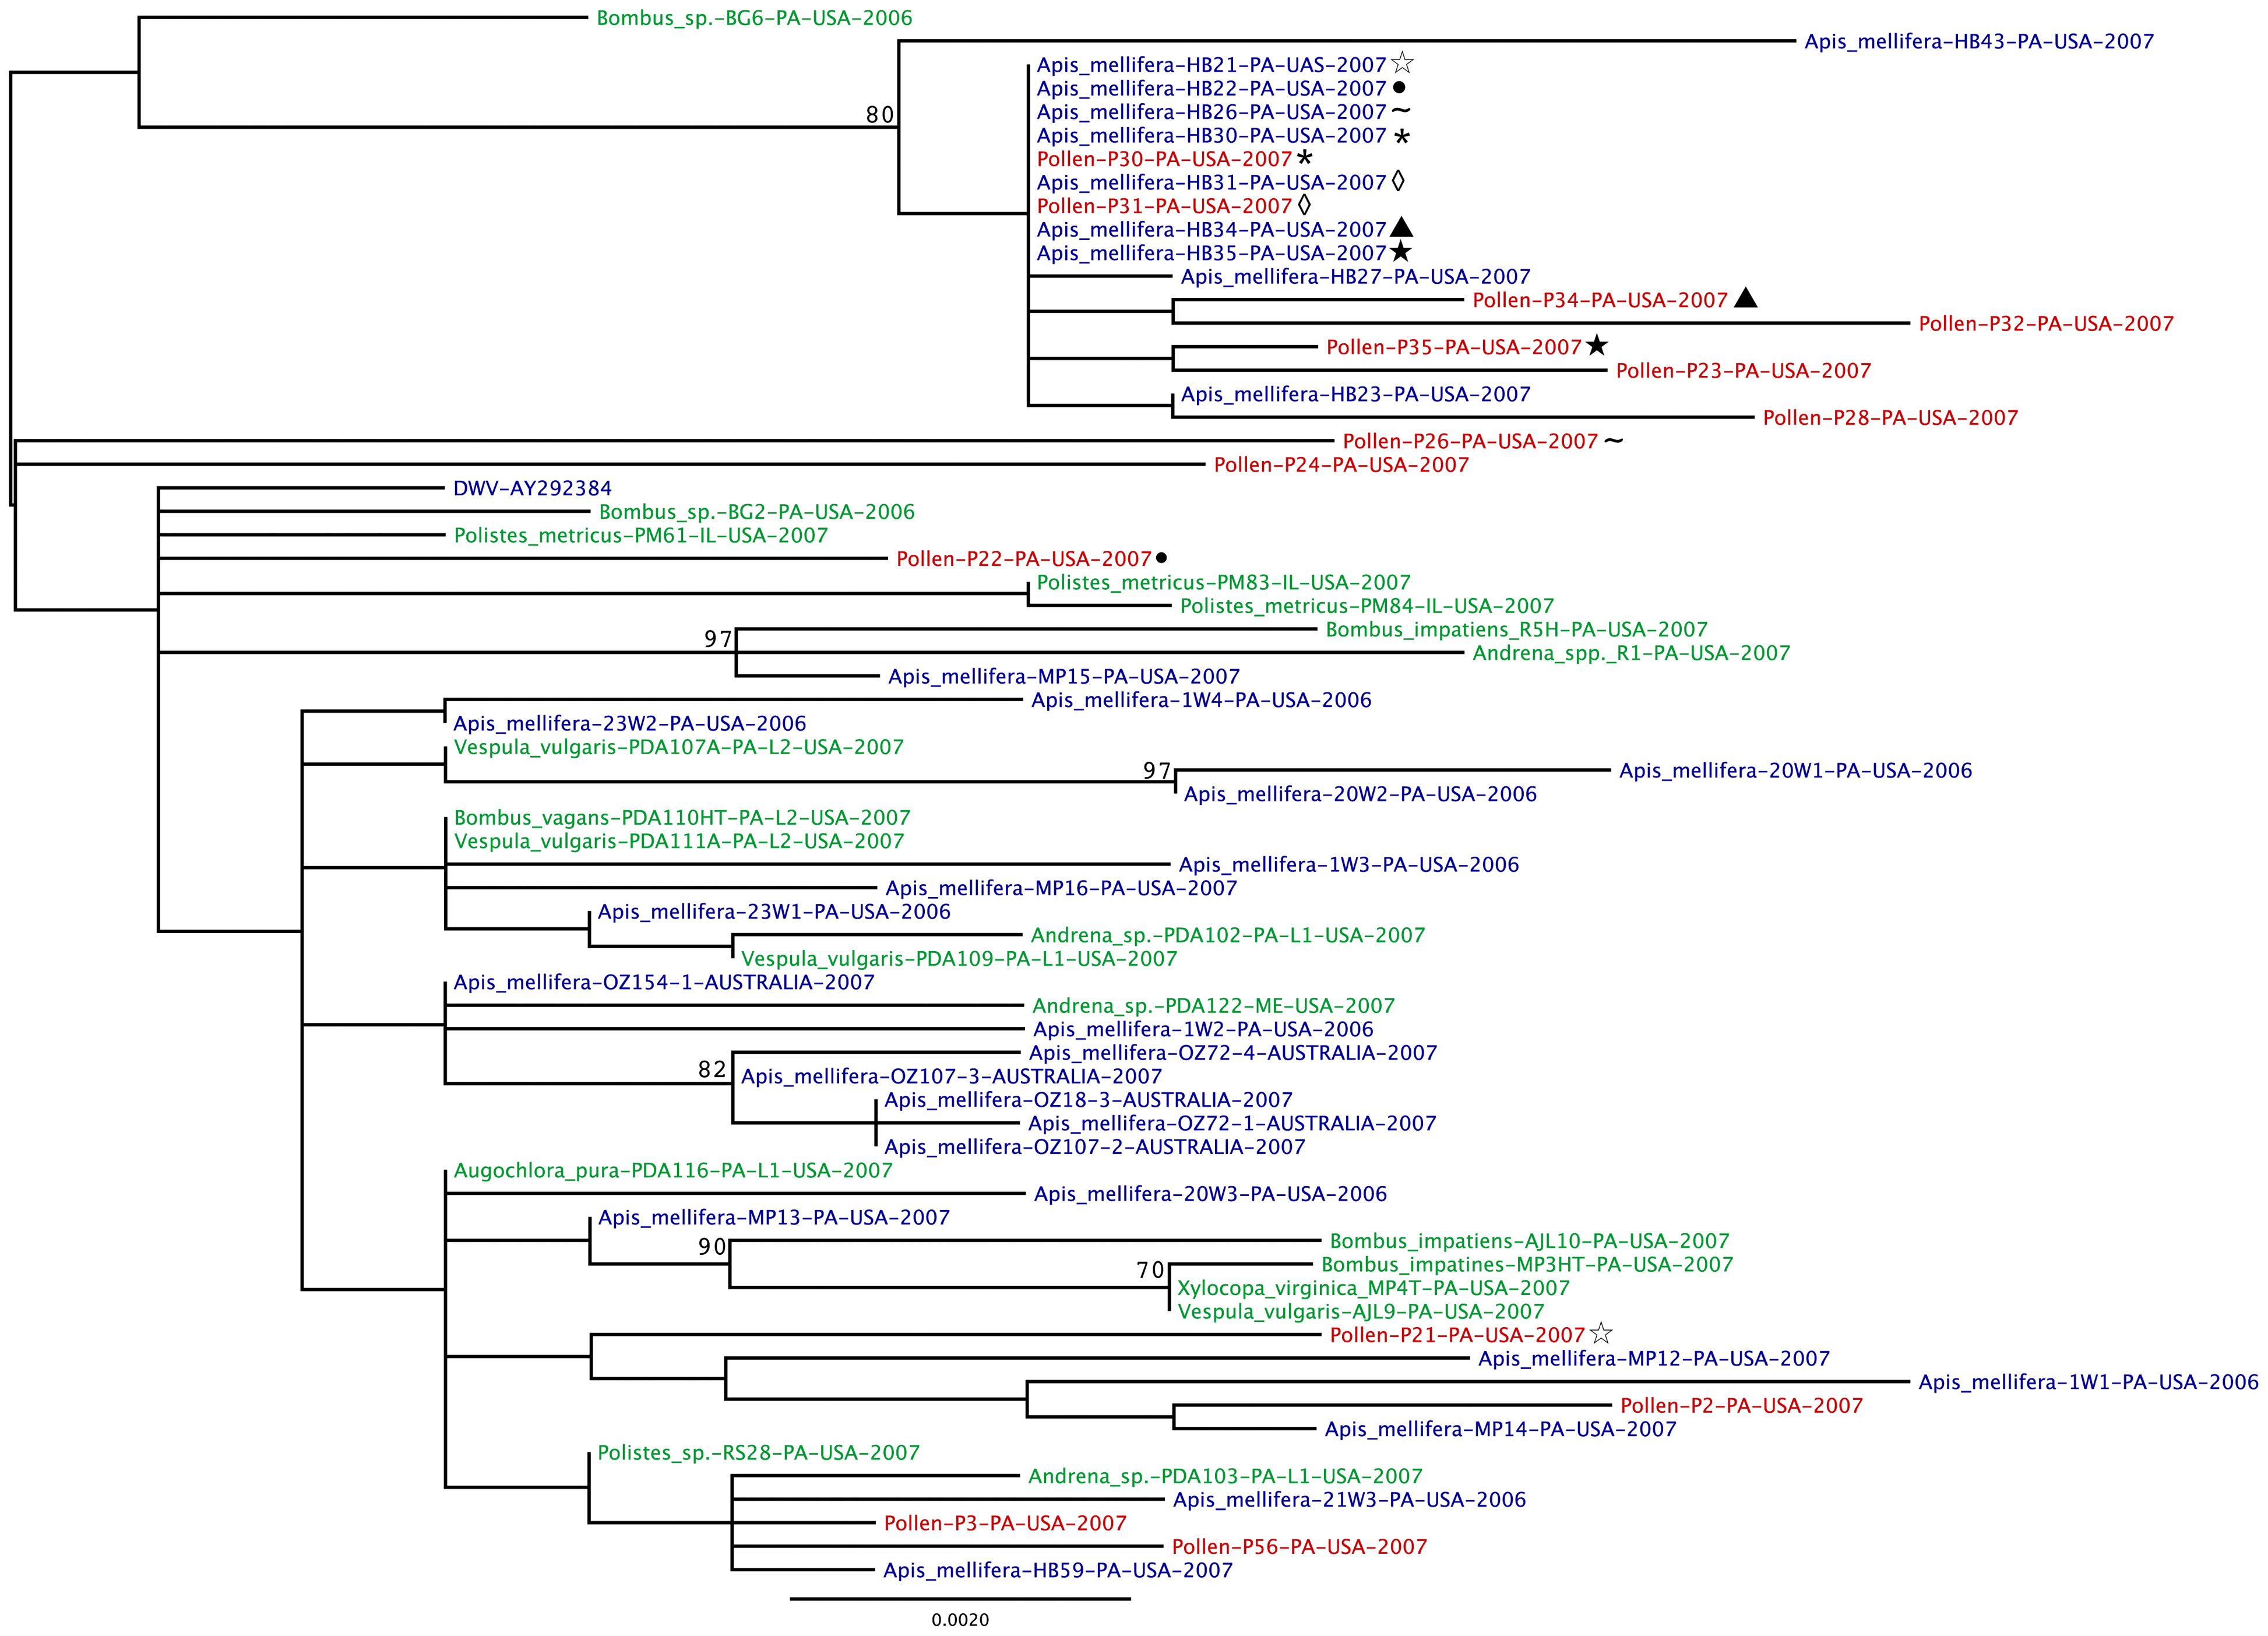 Bombus_sp.-BG6-PA-USA-2006
Apis_mellifera-HB43-PA-USA-2007
Apis_mellifera-HB21-PA-UAS-2007 ☆
80
Apis_mellifera-HB22-PA-USA-2007 ●
Apis_mellifera-HB26-PA-USA-2007 ~
Apis_mellifera-HB30-PA-USA-2007 *
Pollen-P30-PA-USA-2007 *
Apis_mellifera-HB31-PA-USA-2007 ◊
Pollen-P31-PA-USA-2007 ◊
Apis_mellifera-HB34-PA-USA-2007 ▲
Apis_mellifera-HB35-PA-USA-2007 ★
Apis_mellifera-HB27-PA-USA-2007
Pollen-P34-PA-USA-2007 ▲
Pollen-P32-PA-USA-2007
Pollen-P35-PA-USA-2007 ★
Pollen-P23-PA-USA-2007
Apis_mellifera-HB23-PA-USA-2007
Pollen-P28-PA-USA-2007
Pollen-P26-PA-USA-2007 ~
Pollen-P24-PA-USA-2007
DWV-AY292384
Bombus_sp.-BG2-PA-USA-2006
Polistes_metricus-PM61-IL-USA-2007
Pollen-P22-PA-USA-2007 ●
Polistes_metricus-PM83-IL-USA-2007
Polistes_metricus-PM84-IL-USA-2007
97
Bombus_impatiens_R5H-PA-USA-2007
Andrena_spp._R1-PA-USA-2007
Apis_mellifera-MP15-PA-USA-2007
Apis_mellifera-1W4-PA-USA-2006
Apis_mellifera-23W2-PA-USA-2006
Vespula_vulgaris-PDA107A-PA-L2-USA-2007
97
Apis_mellifera-20W1-PA-USA-2006
Apis_mellifera-20W2-PA-USA-2006
Bombus_vagans-PDA110HT-PA-L2-USA-2007
Vespula_vulgaris-PDA111A-PA-L2-USA-2007
Apis_mellifera-1W3-PA-USA-2006
Apis_mellifera-MP16-PA-USA-2007
Apis_mellifera-23W1-PA-USA-2006
Andrena_sp.-PDA102-PA-L1-USA-2007
Vespula_vulgaris-PDA109-PA-L1-USA-2007
Apis_mellifera-OZ154-1-AUSTRALIA-2007
Andrena_sp.-PDA122-ME-USA-2007
Apis_mellifera-1W2-PA-USA-2006
Apis_mellifera-OZ72-4-AUSTRALIA-2007
82
Apis_mellifera-OZ107-3-AUSTRALIA-2007
Apis_mellifera-OZ18-3-AUSTRALIA-2007
Apis_mellifera-OZ72-1-AUSTRALIA-2007
Apis_mellifera-OZ107-2-AUSTRALIA-2007
Augochlora_pura-PDA116-PA-L1-USA-2007
Apis_mellifera-20W3-PA-USA-2006
Apis_mellifera-MP13-PA-USA-2007
90
Bombus_impatiens-AJL10-PA-USA-2007
70
Bombus_impatines-MP3HT-PA-USA-2007
Xylocopa_virginica_MP4T-PA-USA-2007
Vespula_vulgaris-AJL9-PA-USA-2007
Pollen-P21-PA-USA-2007 ☆
Apis_mellifera-MP12-PA-USA-2007
Apis_mellifera-1W1-PA-USA-2006
Pollen-P2-PA-USA-2007
Apis_mellifera-MP14-PA-USA-2007
Polistes_sp.-RS28-PA-USA-2007
Andrena_sp.-PDA103-PA-L1-USA-2007
Apis_mellifera-21W3-PA-USA-2006
Pollen-P3-PA-USA-2007
Pollen-P56-PA-USA-2007
Apis_mellifera-HB59-PA-USA-2007
0.0020